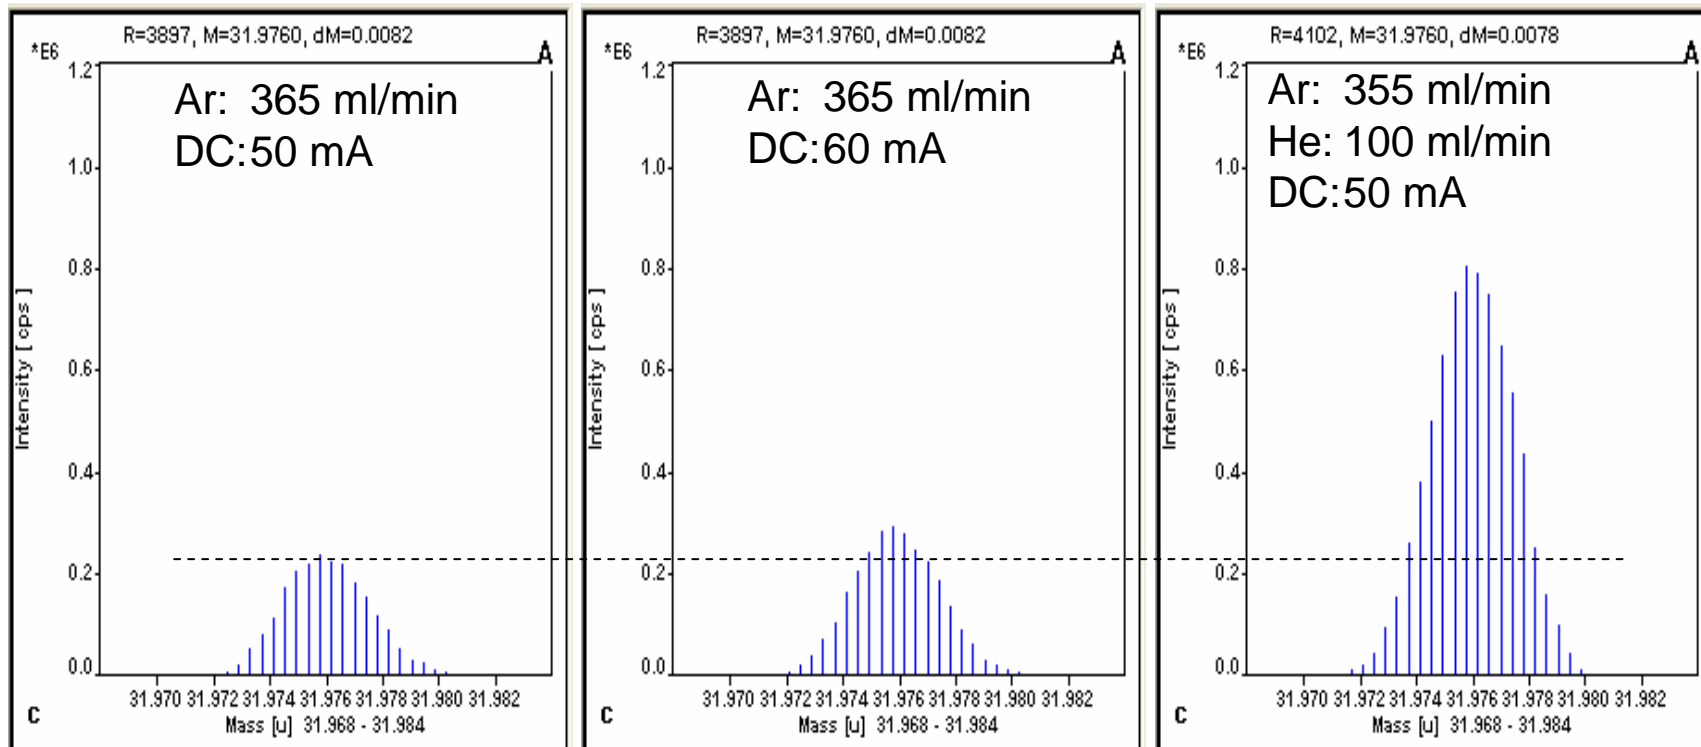 R=3897, M=31.9760, dM=0.0082
*E6
A
1.2
1.0
0.8
0.6
0.4
0.2
0.0
Ar: 365 ml/min
DC: 50 mA
Intensity [ cps ]
31.970 31.972 31.974 31.976 31.978 31.980 31.982
C
Mass [u] 31.968 - 31.984
R=3897, M=31.9760, dM=0.0082
*E6
A
1.2
1.0
0.8
0.6
0.4
0.2
0.0
Ar: 365 ml/min
DC: 60 mA
Intensity [ cps ]
31.970 31.972 31.974 31.976 31.978 31.980 31.982
C
Mass [u] 31.968 - 31.984
R=4102, M=31.9760, dM=0.0078
*E6
A
1.2
1.0
0.8
0.6
0.4
0.2
0.0
Ar: 355 ml/min
He: 100 ml/min
DC: 50 mA
Intensity [ cps ]
31.970 31.972 31.974 31.976 31.978 31.980 31.982
C
Mass [u] 31.968 - 31.984